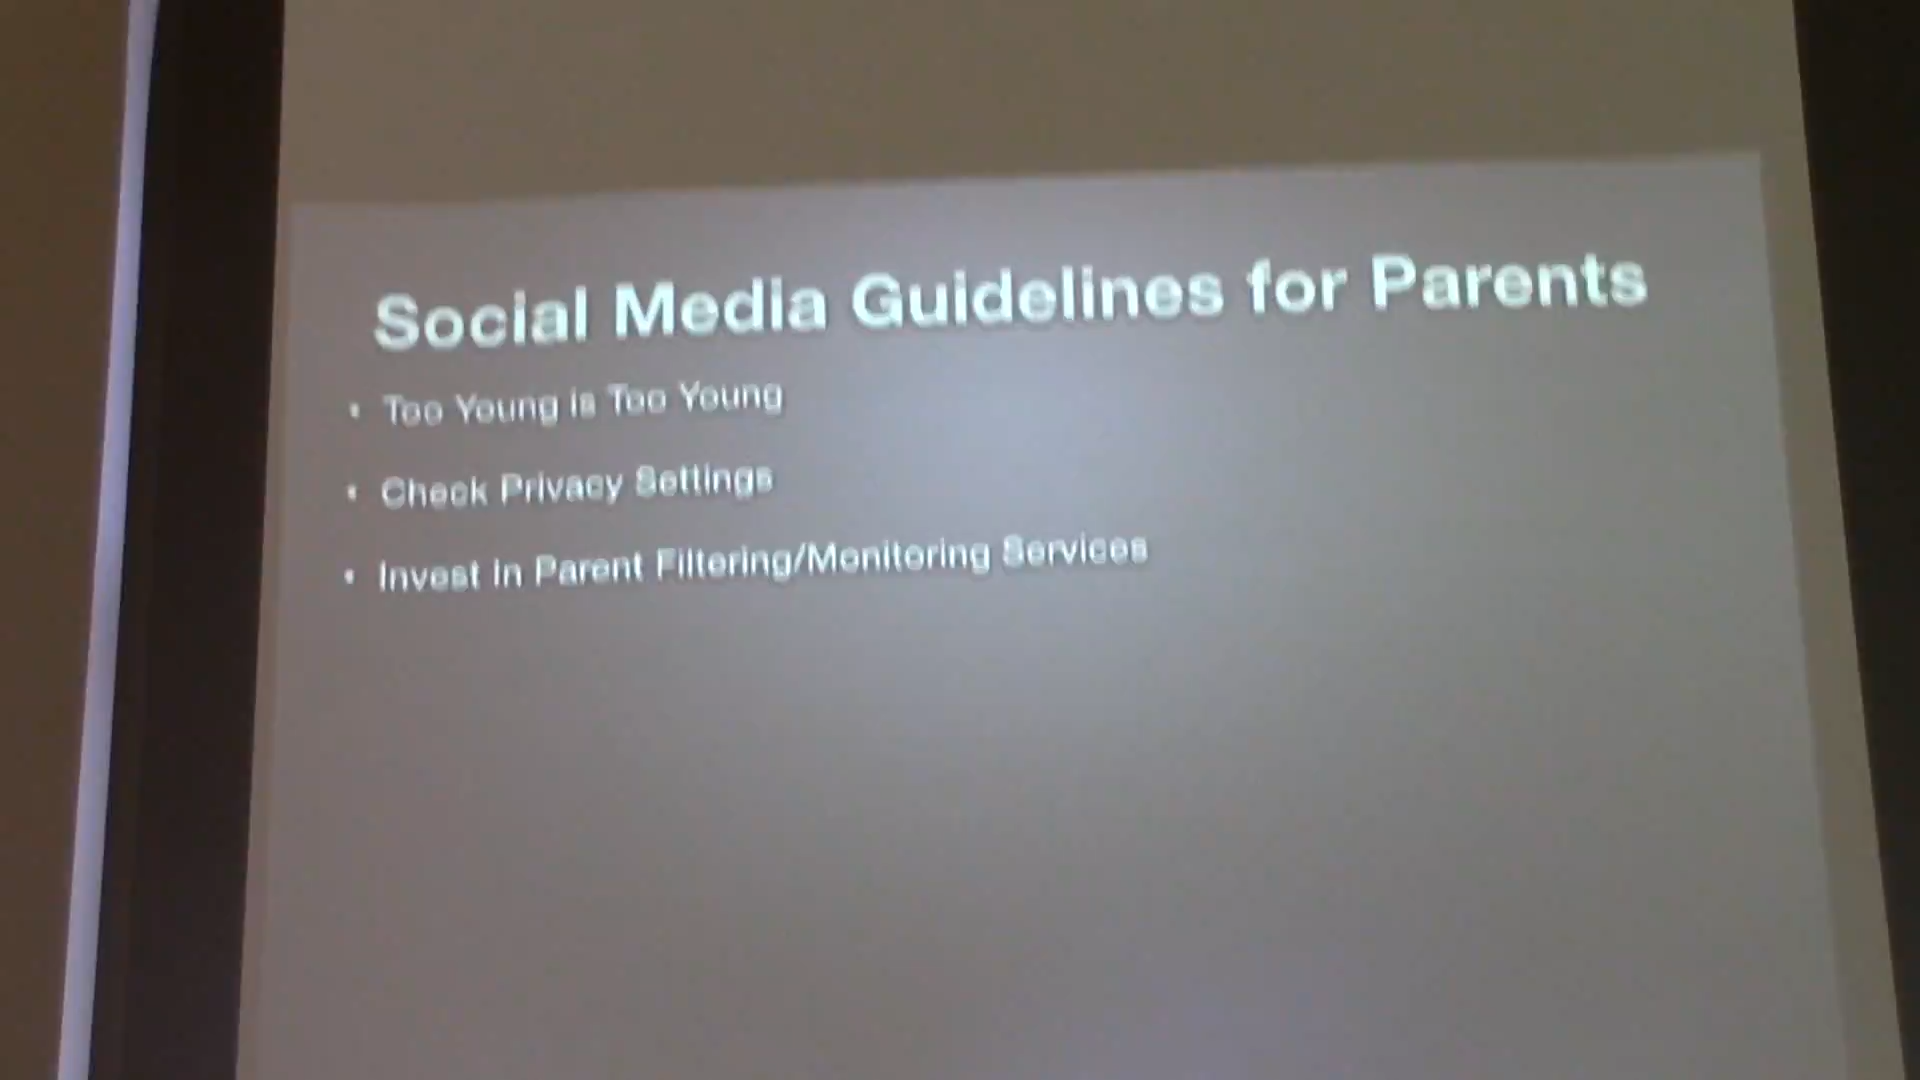 Social Media Guidelines for Parents
• Too Young is Too Young
• Check Privacy Settings
• Invest in Parent Filtering/Monitoring Services